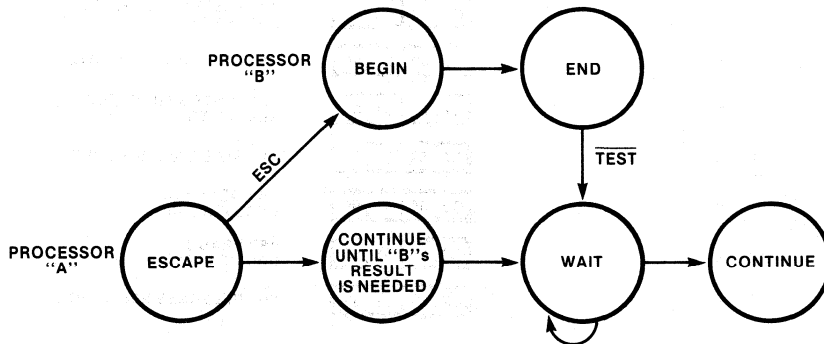 PROCESSOR
"B"
BEGIN
END
ESC
TEST
PROCESSOR
"A"
ESCAPE
CONTINUE
UNTIL "B"s
RESULT
IS NEEDED
WAIT
CONTINUE